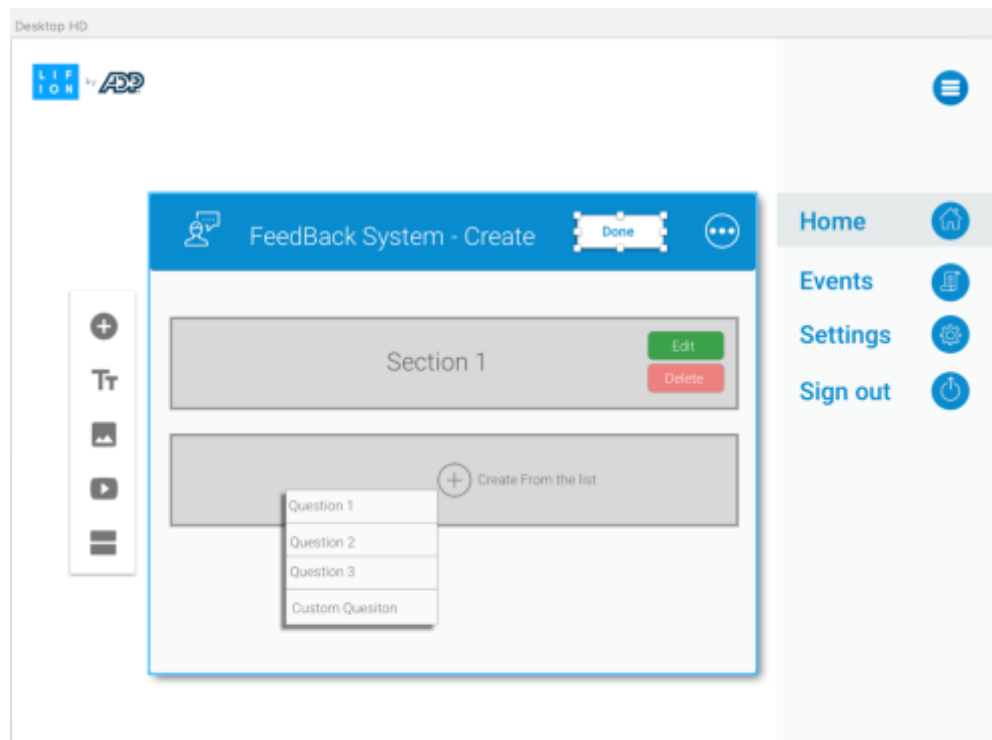 Desktop HD
LIF
ION
by ADP
FeedBack System - Create
Done
Home
Events
Settings
Sign out
Section 1
Edit
Delete
Create From the list
Question 1
Question 2
Question 3
Custom Quesiton
TT